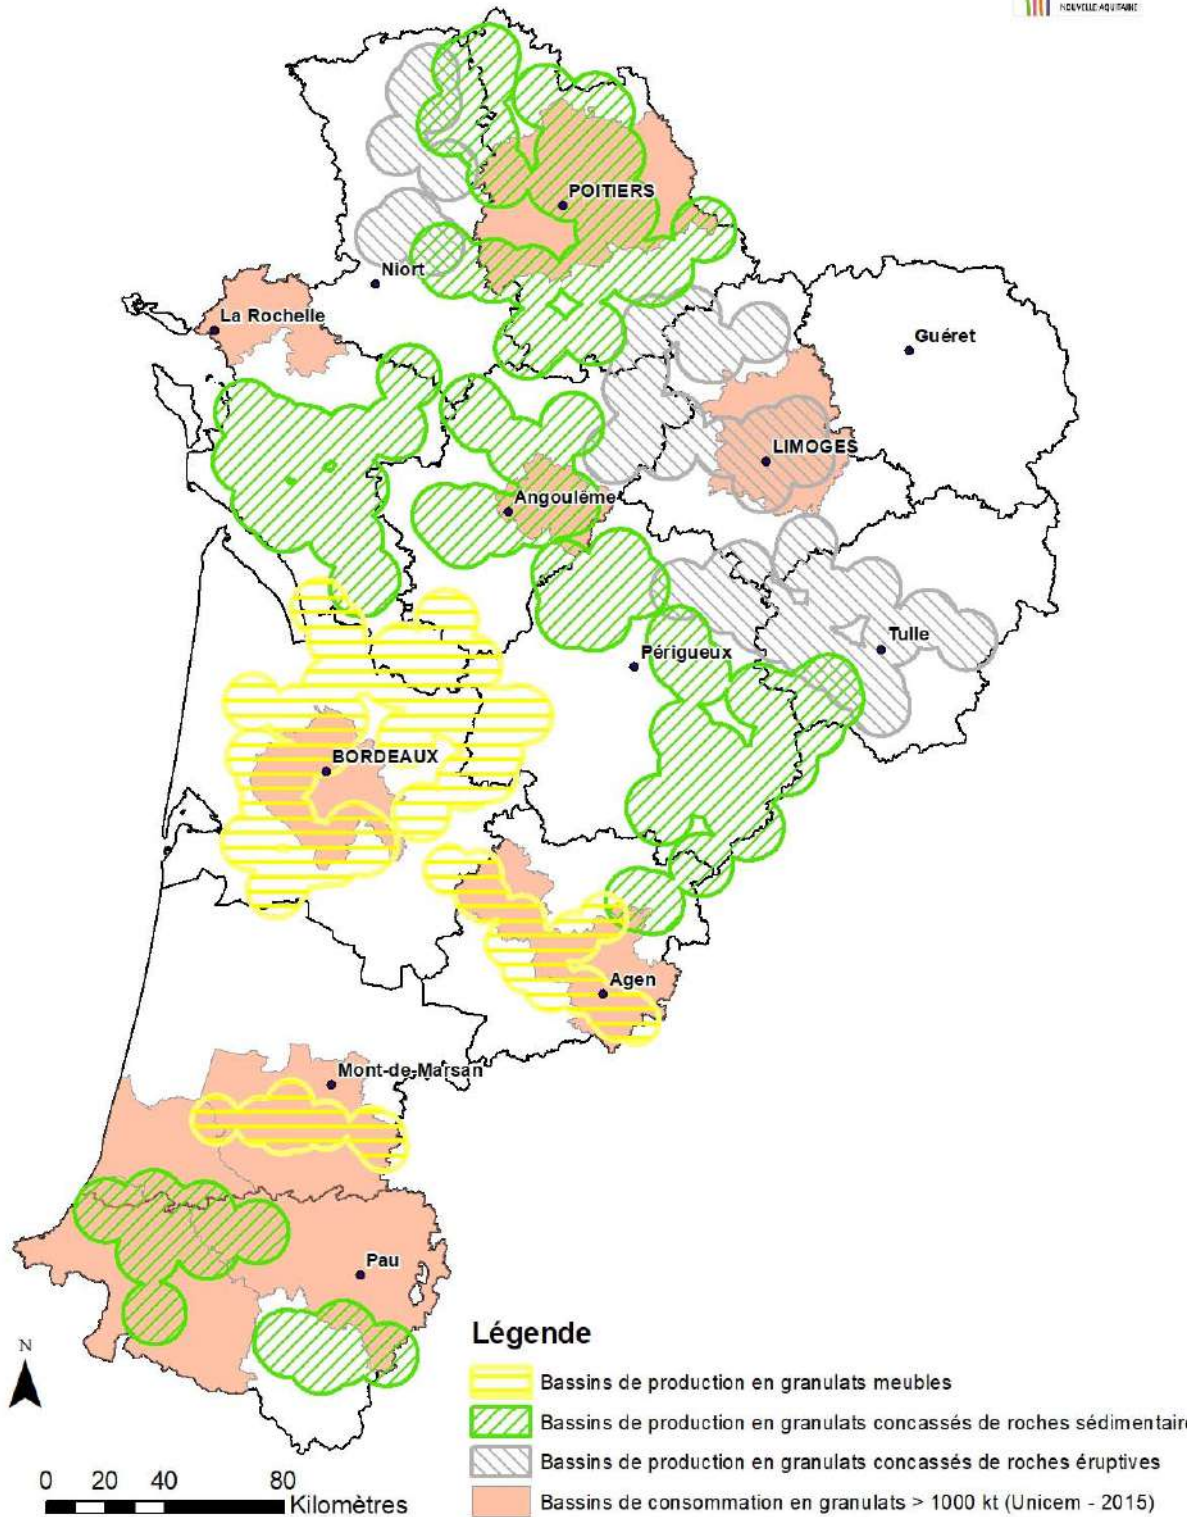 NOUVELLE AQUITAINE
POITIERS
Niort
La Rochelle
Guéret
LIMOGES
Angoulême
Tulle
Périgueux
BORDEAUX
Agen
Mont-de-Marsan
Pau
N
Légende
Bassins de production en granulats meubles
Bassins de production en granulats concassés de roches sédimentaire
Bassins de production en granulats concassés de roches éruptives
Bassins de consommation en granulats > 1000 kt (Unicem - 2015)
0 20 40 80
Kilomètres